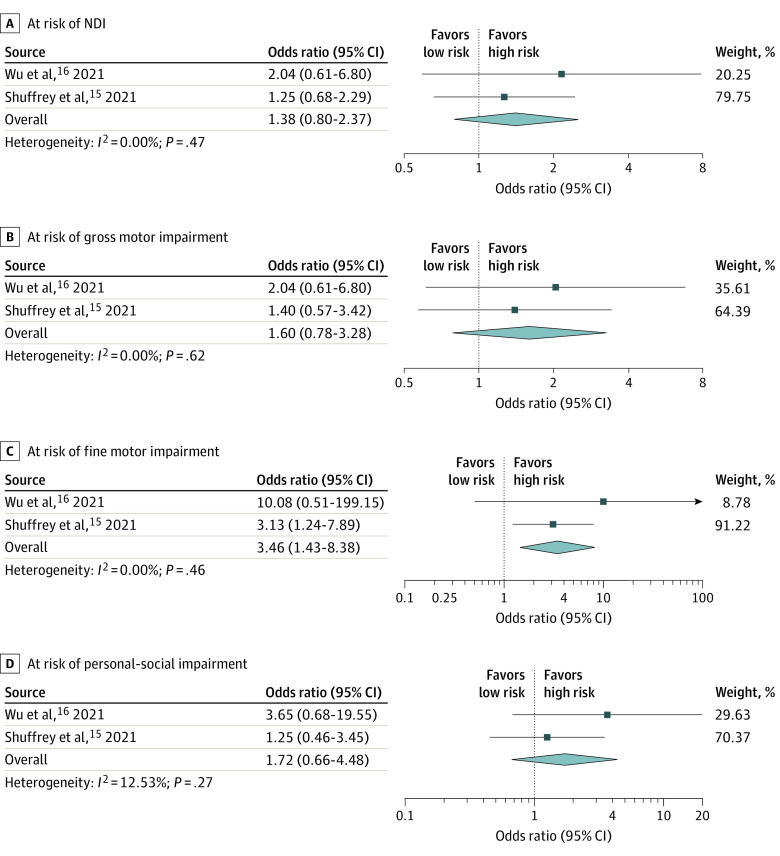 A At risk of NDI
Favors Favors
low risk high risk
Source Odds ratio (95% CI) Weight, %
Wu et al,16 2021 2.04 (0.61-6.80) 20.25
Shuffrey et al,15 2021 1.25 (0.68-2.29) 79.75
Overall 1.38 (0.80-2.37)
Heterogeneity: I2 = 0.00%; P = .47
0.5 1 2 4 8
Odds ratio (95% CI)
B At risk of gross motor impairment
Favors Favors
low risk high risk
Source Odds ratio (95% CI) Weight, %
Wu et al,16 2021 2.04 (0.61-6.80) 35.61
Shuffrey et al,15 2021 1.40 (0.57-3.42) 64.39
Overall 1.60 (0.78-3.28)
Heterogeneity: I2 = 0.00%; P = .62
0.5 1 2 4 8
Odds ratio (95% CI)
C At risk of fine motor impairment
Favors Favors
low risk high risk
Source Odds ratio (95% CI) Weight, %
Wu et al,16 2021 10.08 (0.51-199.15) 8.78
Shuffrey et al,15 2021 3.13 (1.24-7.89) 91.22
Overall 3.46 (1.43-8.38)
Heterogeneity: I2 = 0.00%; P = .46
0.1 0.25 1 4 10 100
Odds ratio (95% CI)
D At risk of personal-social impairment
Favors Favors
low risk high risk
Source Odds ratio (95% CI) Weight, %
Wu et al,16 2021 3.65 (0.68-19.55) 29.63
Shuffrey et al,15 2021 1.25 (0.46-3.45) 70.37
Overall 1.72 (0.66-4.48)
Heterogeneity: I2 = 12.53%; P = .27
0.1 1 4 10 20
Odds ratio (95% CI)